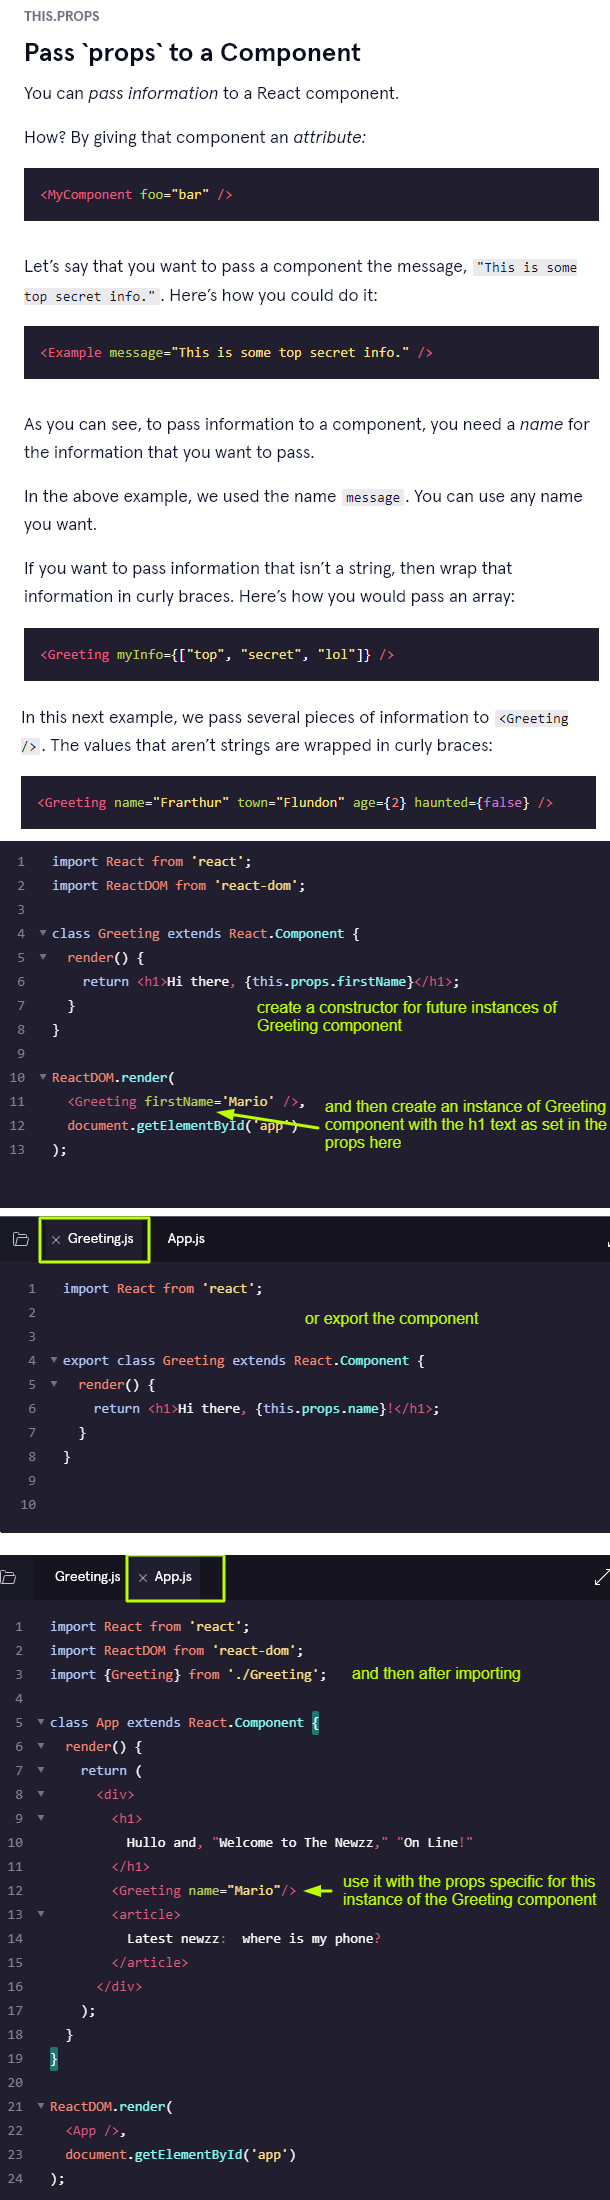 THIS.PROPS
Pass `props` to a Component
You can pass information to a React component.
How? By giving that component an attribute:
<MyComponent foo="bar" />
Let’s say that you want to pass a component the message, "This is some
top secret info.". Here’s how you could do it:
<Example message="This is some top secret info." />
As you can see, to pass information to a component, you need a name for
the information that you want to pass.
In the above example, we used the name message. You can use any name
you want.
If you want to pass information that isn’t a string, then wrap that
information in curly braces. Here’s how you would pass an array:
<Greeting myInfo={["top", "secret", "lol"]} />
In this next example, we pass several pieces of information to <Greeting
/>. The values that aren’t strings are wrapped in curly braces:
<Greeting name="Frarthur" town="Flundon" age={2} haunted={false} />
1 import React from 'react';
2 import ReactDOM from 'react-dom';
3
4 class Greeting extends React.Component {
5 render() {
6 return <h1>Hi there, {this.props.firstName}</h1>;
7 }
create a constructor for future instances of
Greeting component
8 }
9
10 ReactDOM.render(
11 <Greeting firstName='Mario' />,
12 document.getElementById('app')
13 );
and then create an instance of Greeting
component with the h1 text as set in the
props here
× Greeting.js App.js
1 import React from 'react';
2
or export the component
3
4 export class Greeting extends React.Component {
5 render() {
6 return <h1>Hi there, {this.props.name}!</h1>;
7 }
8 }
9
10
Greeting.js × App.js
1 import React from 'react';
2 import ReactDOM from 'react-dom';
3 import {Greeting} from './Greeting';
and then after importing
4
5 class App extends React.Component {
6 render() {
7 return (
8 <div>
9 <h1>
10 Hullo and, "Welcome to The Newzz," "On Line!"
11 </h1>
12 <Greeting name="Mario"/>
use it with the props specific for this
instance of the Greeting component
13 <article>
14 Latest newzz:  where is my phone?
15 </article>
16 </div>
17 );
18 }
19 }
20
21 ReactDOM.render(
22 <App />,
23 document.getElementById('app')
24 );